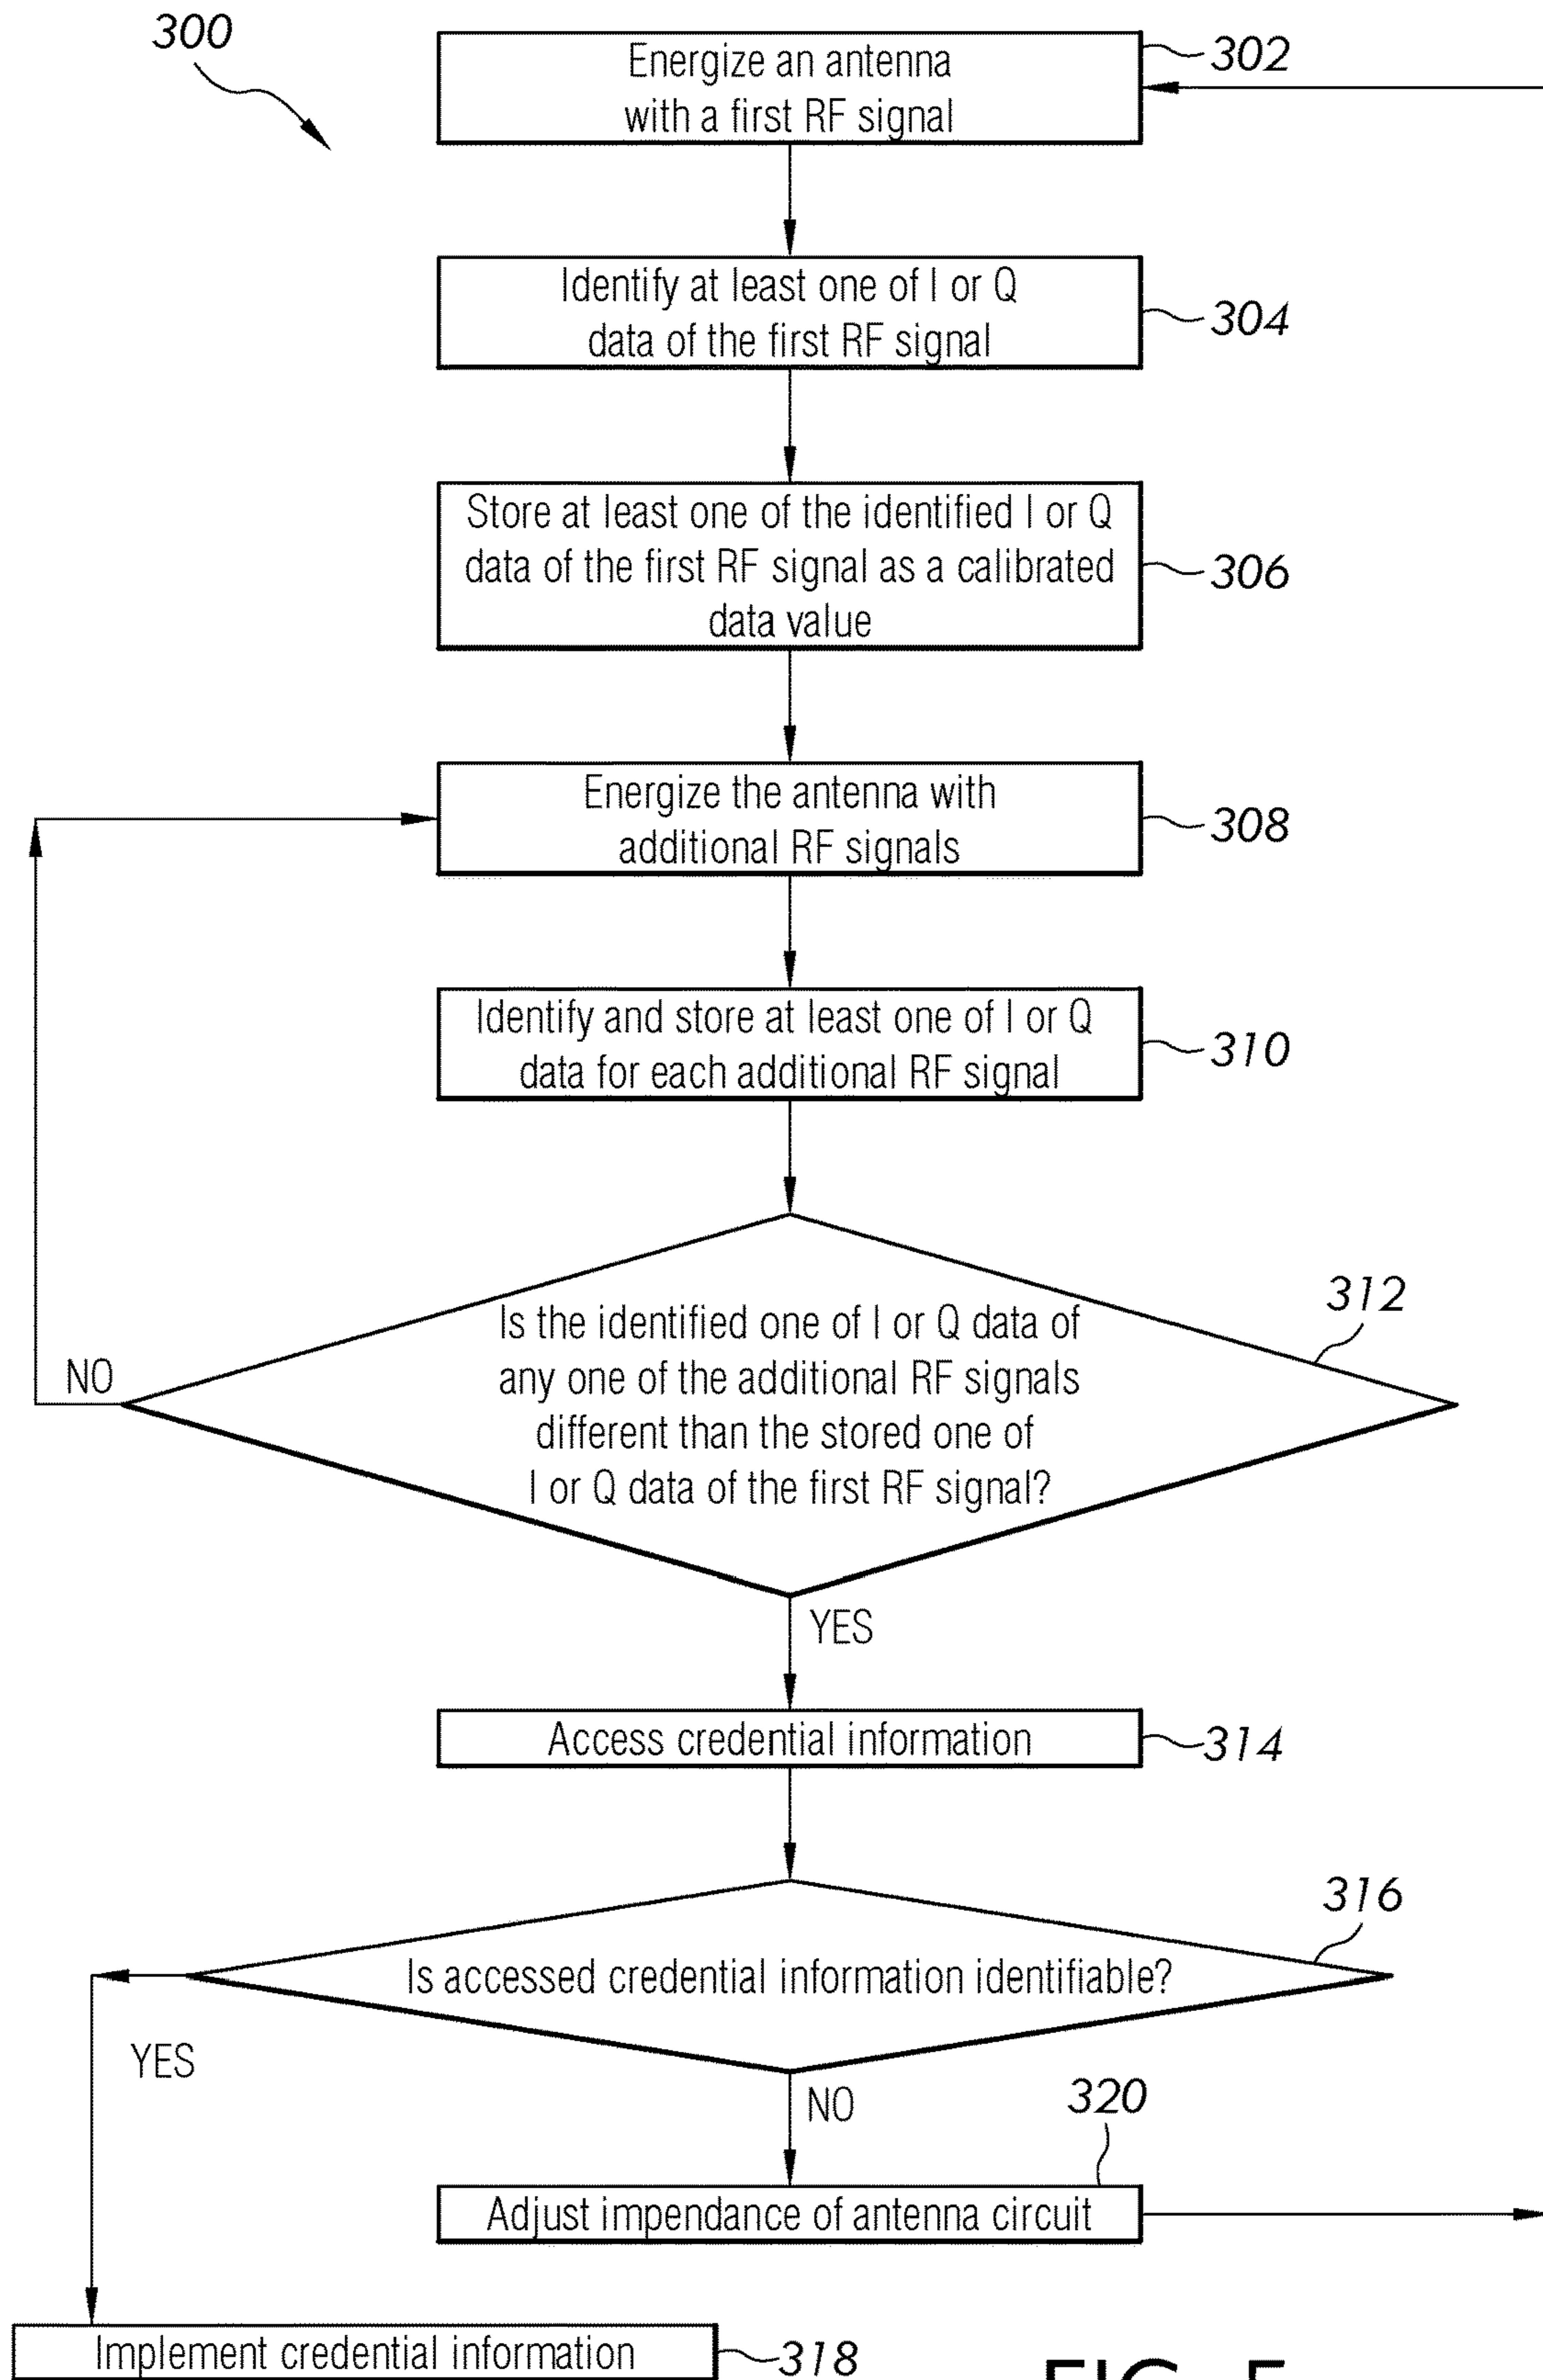 300
Energize an antenna
with a first RF signal
302
Identify at least one of I or Q
data of the first RF signal
304
Store at least one of the identified I or Q
data of the first RF signal as a calibrated
data value
306
Energize the antenna with
additional RF signals
308
Identify and store at least one of I or Q
data for each additional RF signal
310
Is the identified one of I or Q data of
any one of the additional RF signals
different than the stored one of
I or Q data of the first RF signal?
312
NO
YES
Access credential information
314
Is accessed credential information identifiable?
316
YES
NO
320
Adjust impendance of antenna circuit
Implement credential information
318
FIG. 5